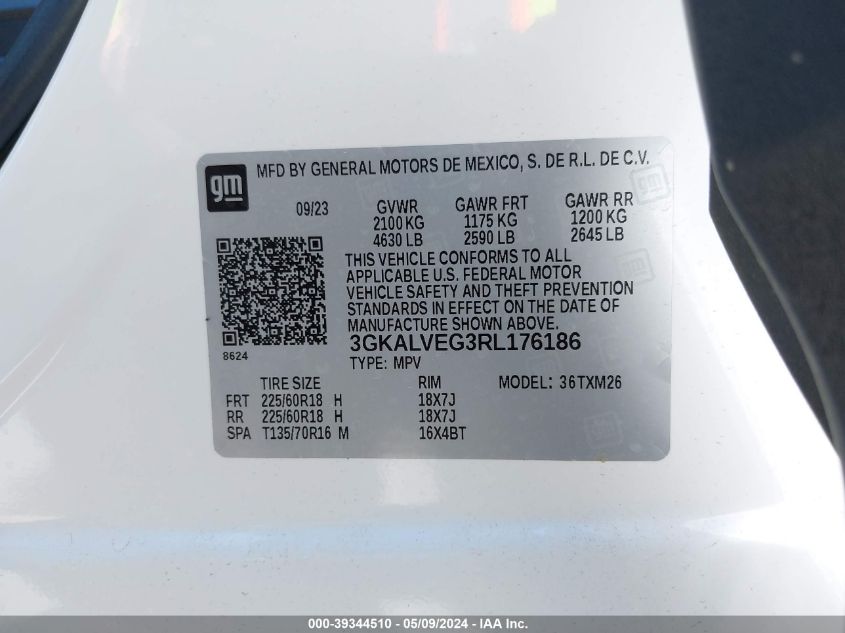 gm
MFD BY GENERAL MOTORS DE MEXICO, S. DE R.L. DE C.V.
09/23 GVWR GAWR FRT GAWR RR
2100 KG 1175 KG 1200 KG
4630 LB 2590 LB 2645 LB
THIS VEHICLE CONFORMS TO ALL
APPLICABLE U.S. FEDERAL MOTOR
VEHICLE SAFETY AND THEFT PREVENTION
STANDARDS IN EFFECT ON THE DATE OF
MANUFACTURE SHOWN ABOVE.
8624
3GKALVEG3RL176186
TYPE: MPV
TIRE SIZE RIM MODEL: 36TXM26
FRT 225/60R18 H 18X7J
RR 225/60R18 H 18X7J
SPA T135/70R16 M 16X4BT
000-39344510 - 05/09/2024 - IAAI.com